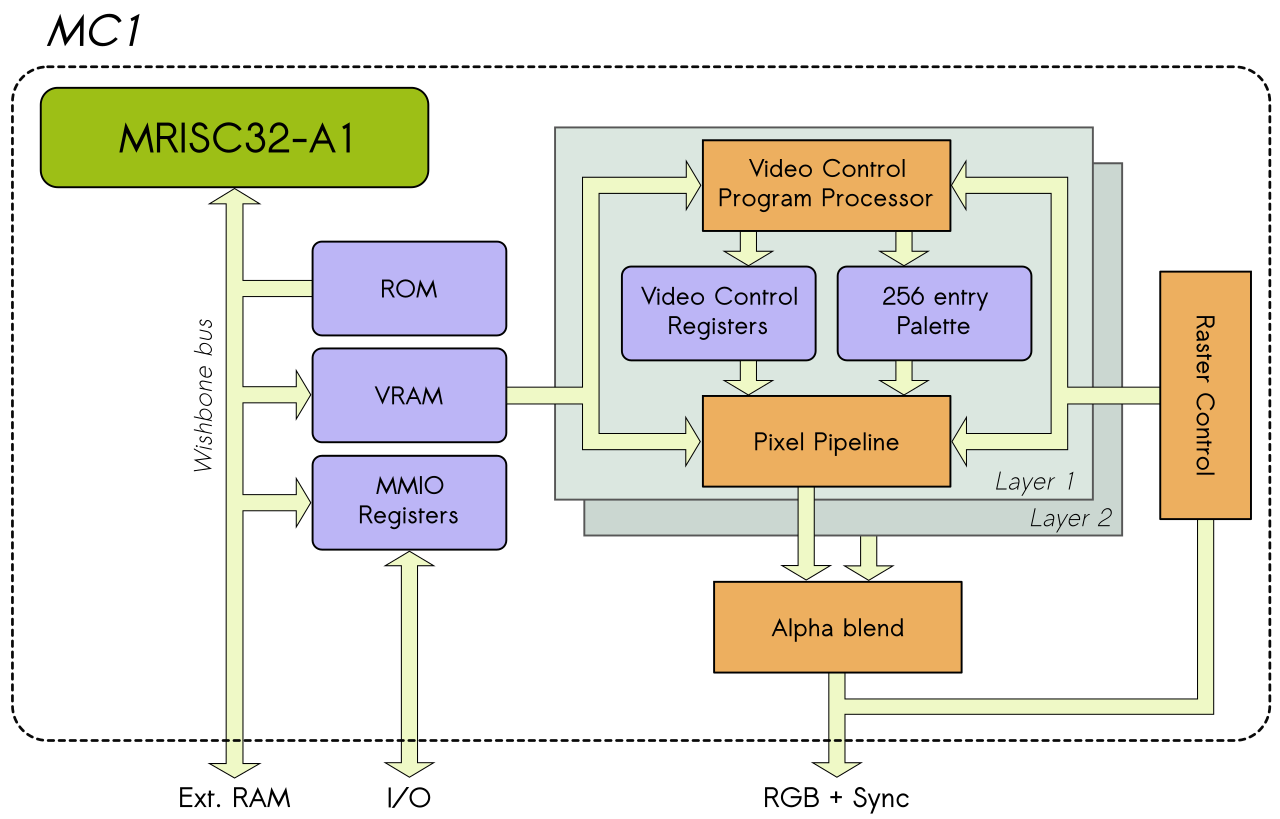 MC1
MRISC32-A1
Wishbone bus
ROM
VRAM
MMIO
Registers
Video Control
Program Processor
Video Control
Registers
256 entry
Palette
Pixel Pipeline
Layer 1
Layer 2
Raster Control
Alpha blend
Ext. RAM
I/O
RGB + Sync